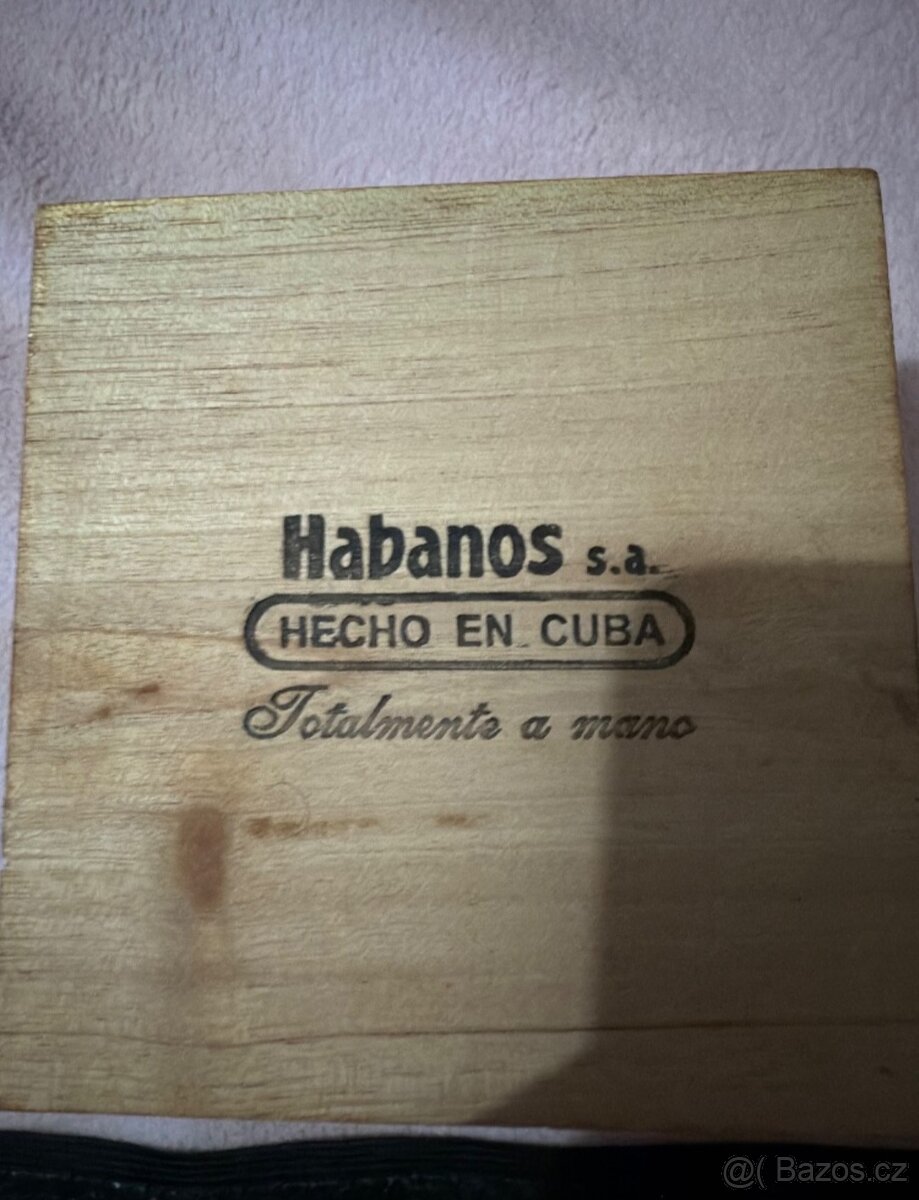 Habanos s.a.
HECHO EN CUBA
Totalmente a mano
@( Bazos.cz